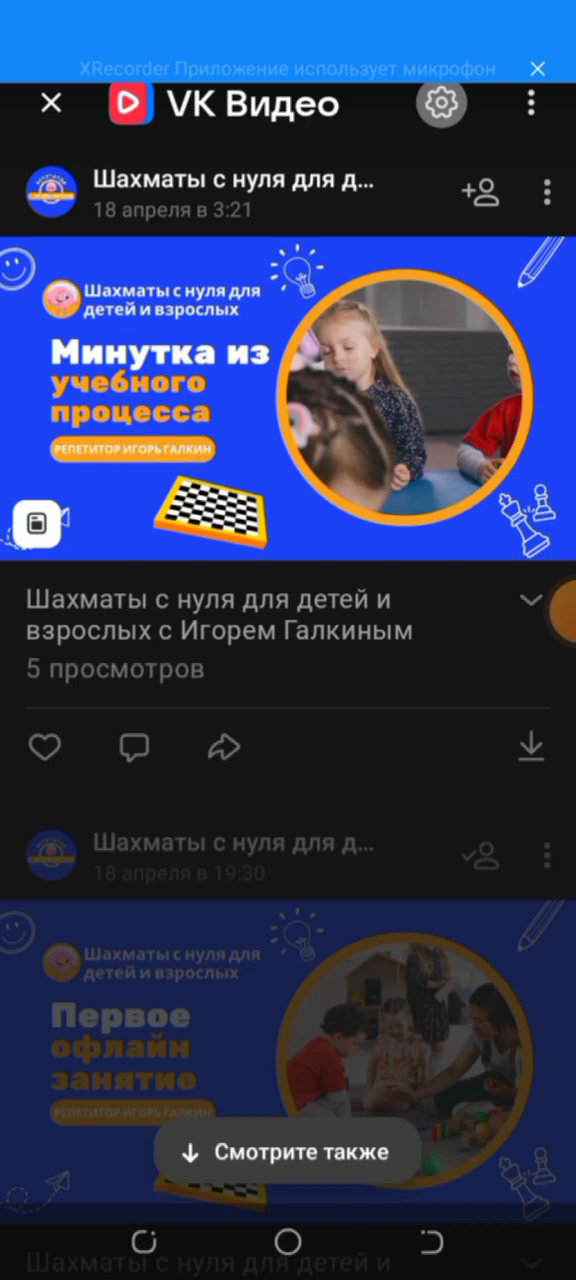 XRecorder Приложение использует микрофон
VK Видео
Шахматы с нуля для д...
18 апреля в 3:21
Шахматы с нуля для
детей и взрослых
Минутка из
учебного
процесса
РЕПЕТИТОР ИГОРЬ ГАЛКИН
Шахматы с нуля для детей и
взрослых с Игорем Галкиным
5 просмотров
Шахматы с нуля для д...
18 апреля в 19:30
Шахматы с нуля для
детей и взрослых
Первое
офлайн
занятие
РЕПЕТИТОР ИГОРЬ ГАЛКИН
Смотрите также
Шахматы с нуля для детей и